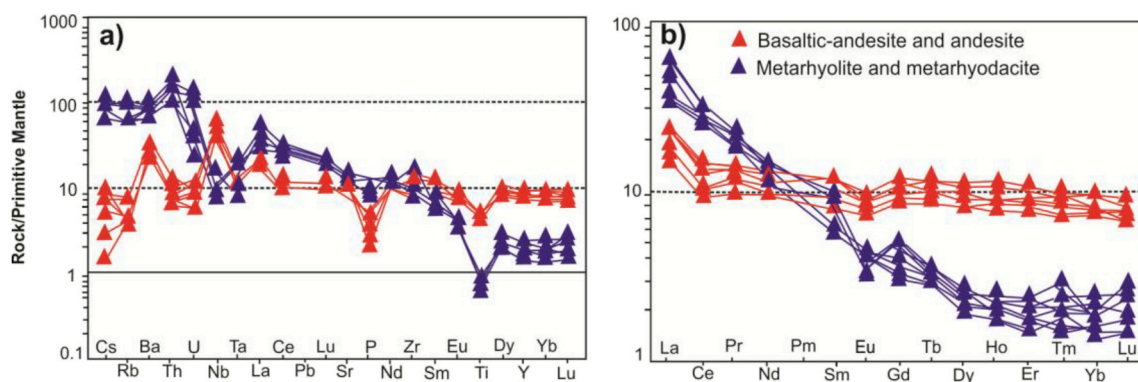 Rock/Primitive Mantle
1000
100
10
1
0.1
a)
Cs Ba U Ta La Ce Lu P Zr Eu Dy Yb
Rb Th Nb La Pb Sr Nd Sm Ti Y Lu
b)
Basaltic-andesite and andesite
Metarhyolite and metarhyodacite
100
10
1
La Pr Pm Eu Tb Ho Tm Lu
Ce Nd Sm Gd Dy Er Yb